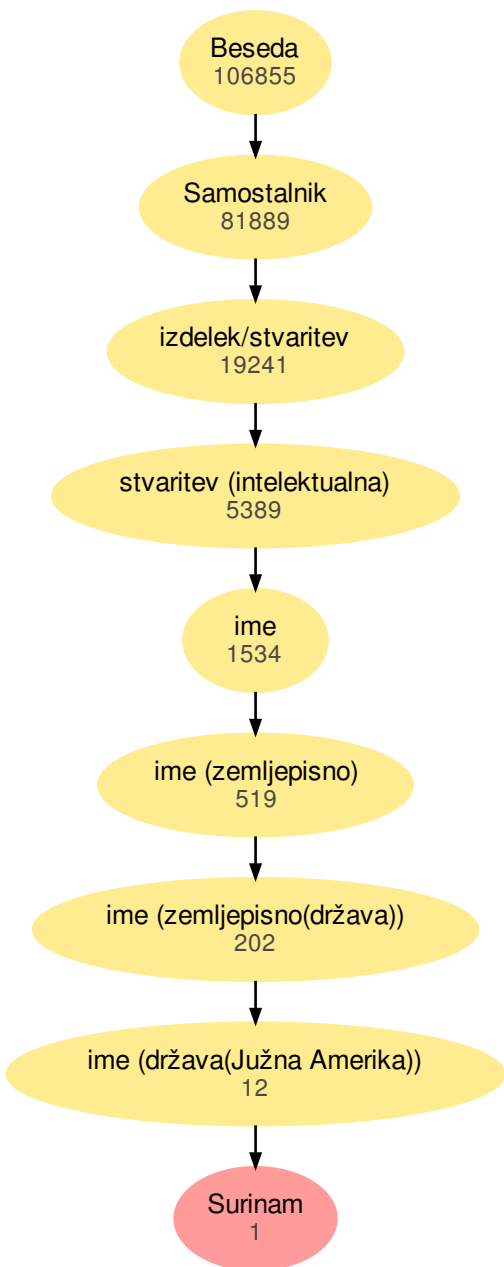 Beseda
106855
Samostalnik
81889
izdelek/stvaritev
19241
stvaritev (intelektualna)
5389
ime
1534
ime (zemljepisno)
519
ime (zemljepisno(država))
202
ime (država(Južna Amerika))
12
Surinam
1